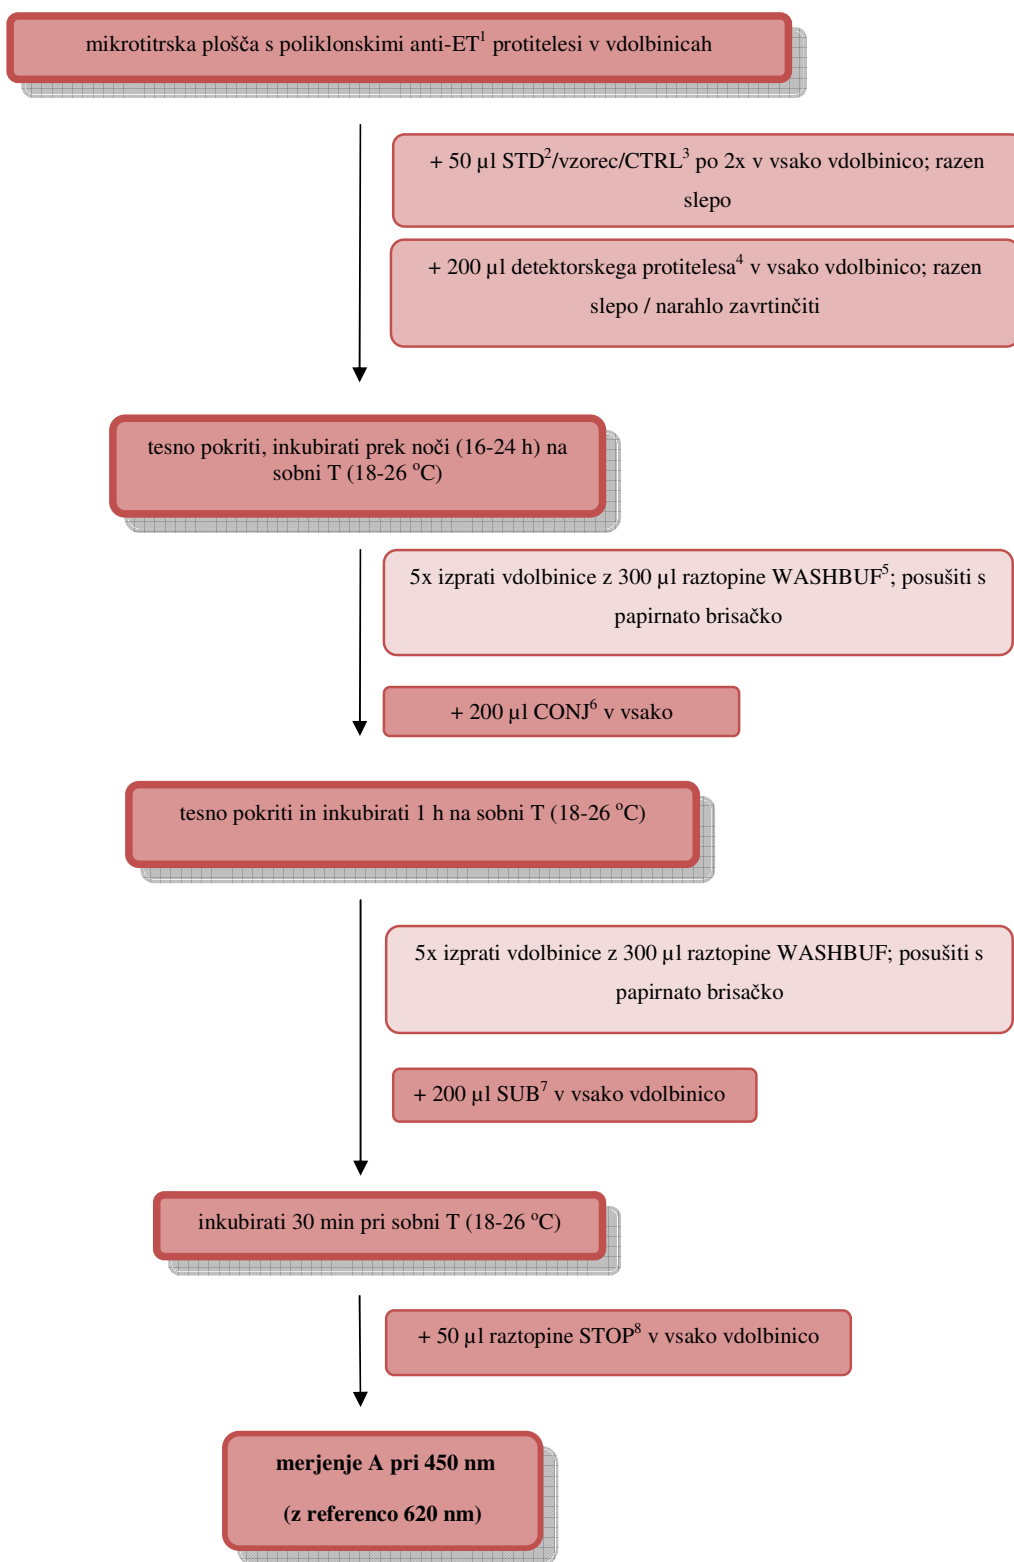 mikrotitrska plošča s poliklonskimi anti-ET¹ protitelesi v vdolbinicah
+ 50 µl STD²/vzorec/CTRL³ po 2x v vsako vdolbinico; razen
slepo
+ 200 µl detektorskega protitelesa⁴ v vsako vdolbinico; razen
slepo / narahlo zavrtinčiti
tesno pokriti, inkubirati prek noči (16-24 h) na
sobni T (18-26 °C)
5x izprati vdolbinice z 300 µl raztopine WASHBUF⁵; posušiti s
papirnato brisačko
+ 200 µl CONJ⁶ v vsako
tesno pokriti in inkubirati 1 h na sobni T (18-26 °C)
5x izprati vdolbinice z 300 µl raztopine WASHBUF; posušiti s
papirnato brisačko
+ 200 µl SUB⁷ v vsako vdolbinico
inkubirati 30 min pri sobni T (18-26 °C)
+ 50 µl raztopine STOP⁸ v vsako vdolbinico
merjenje A pri 450 nm
(z referenco 620 nm)